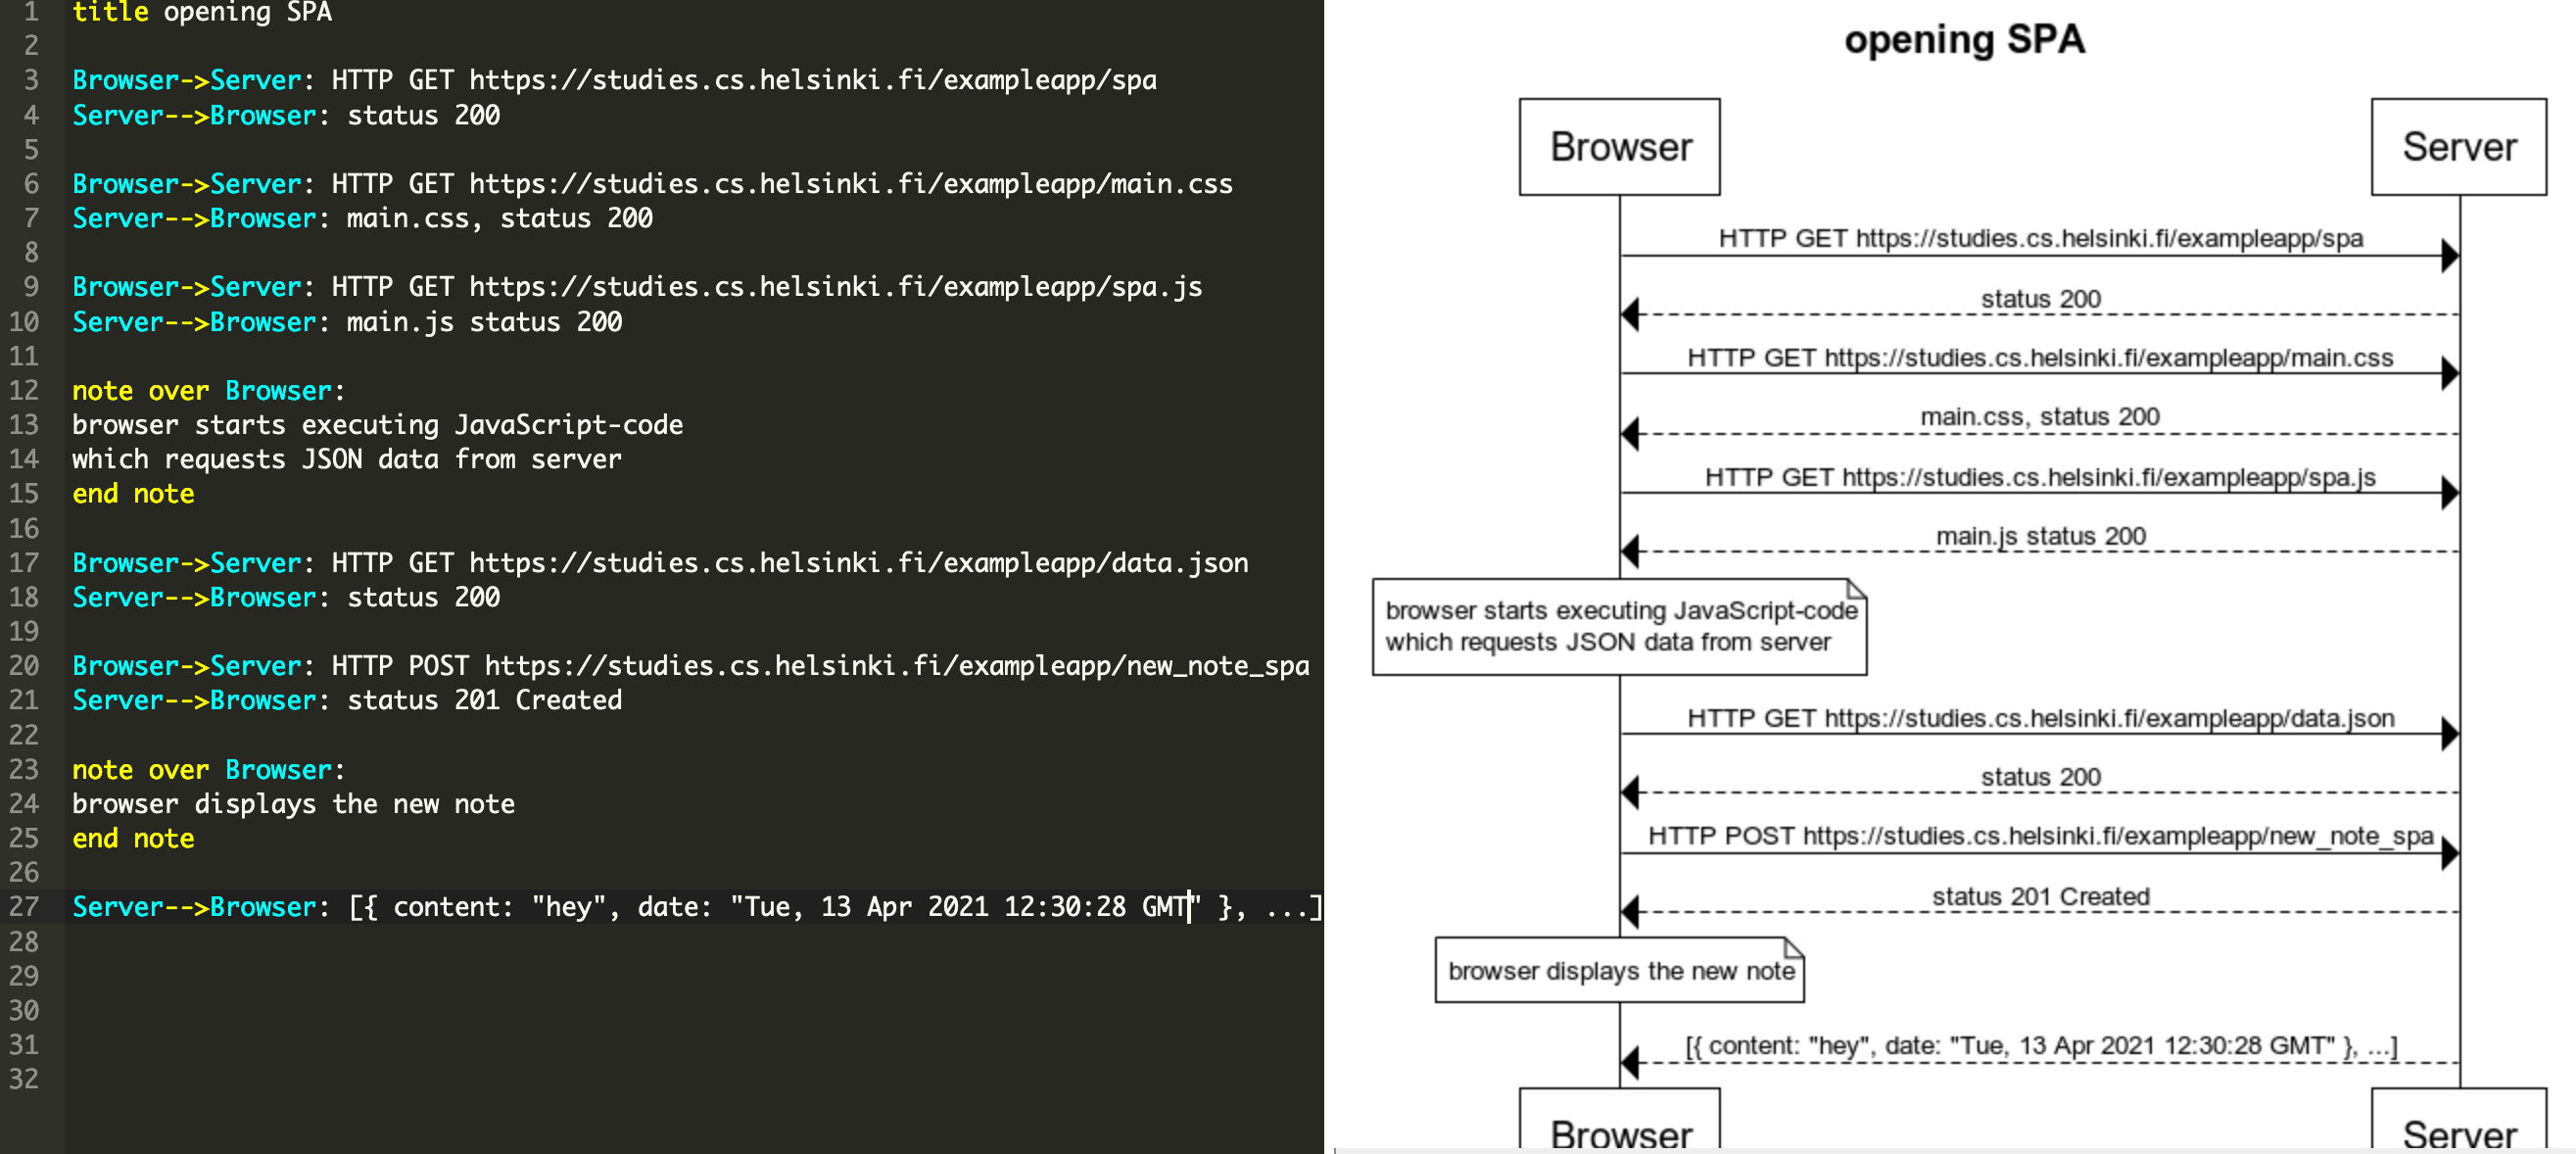 1 title opening SPA
2
3 Browser->Server: HTTP GET https://studies.cs.helsinki.fi/exampleapp/spa
4 Server-->Browser: status 200
5
6 Browser->Server: HTTP GET https://studies.cs.helsinki.fi/exampleapp/main.css
7 Server-->Browser: main.css, status 200
8
9 Browser->Server: HTTP GET https://studies.cs.helsinki.fi/exampleapp/spa.js
10 Server-->Browser: main.js status 200
11
12 note over Browser:
13 browser starts executing JavaScript-code
14 which requests JSON data from server
15 end note
16
17 Browser->Server: HTTP GET https://studies.cs.helsinki.fi/exampleapp/data.json
18 Server-->Browser: status 200
19
20 Browser->Server: HTTP POST https://studies.cs.helsinki.fi/exampleapp/new_note_spa
21 Server-->Browser: status 201 Created
22
23 note over Browser:
24 browser displays the new note
25 end note
26
27 Server-->Browser: [{ content: "hey", date: "Tue, 13 Apr 2021 12:30:28 GMT" }, ...]
28
29
30
31
32
opening SPA
Browser Server
HTTP GET https://studies.cs.helsinki.fi/exampleapp/spa
status 200
HTTP GET https://studies.cs.helsinki.fi/exampleapp/main.css
main.css, status 200
HTTP GET https://studies.cs.helsinki.fi/exampleapp/spa.js
main.js status 200
browser starts executing JavaScript-code
which requests JSON data from server
HTTP GET https://studies.cs.helsinki.fi/exampleapp/data.json
status 200
HTTP POST https://studies.cs.helsinki.fi/exampleapp/new_note_spa
status 201 Created
browser displays the new note
[{ content: "hey", date: "Tue, 13 Apr 2021 12:30:28 GMT" }, ...]
Browser Server